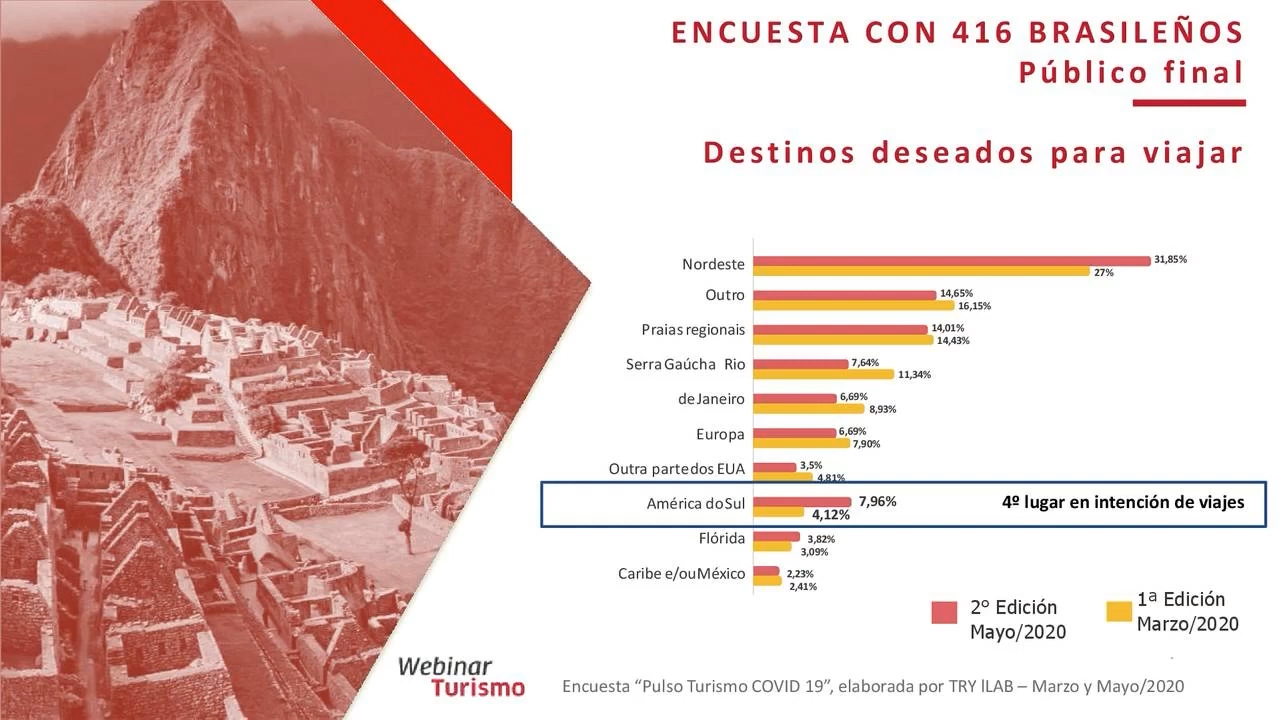 ENCUESTA CON 416 BRASILEÑOS
Público final
Destinos deseados para viajar
Nordeste
31,85%
27%
Outro
14,65%
16,15%
Praias regionais
14,01%
14,43%
Serra Gaúcha Rio
7,64%
11,34%
de Janeiro
6,69%
8,93%
Europa
6,69%
7,90%
Outra parte dos EUA
3,5%
4,81%
América do Sul
7,96%
4,12%
4º lugar en intención de viajes
Flórida
3,82%
3,09%
Caribe e/ou México
2,23%
2,41%
2º Edición
Mayo/2020
1ª Edición
Marzo/2020
Webinar
Turismo
Encuesta “Pulso Turismo COVID 19”, elaborada por TRY lLAB – Marzo y Mayo/2020